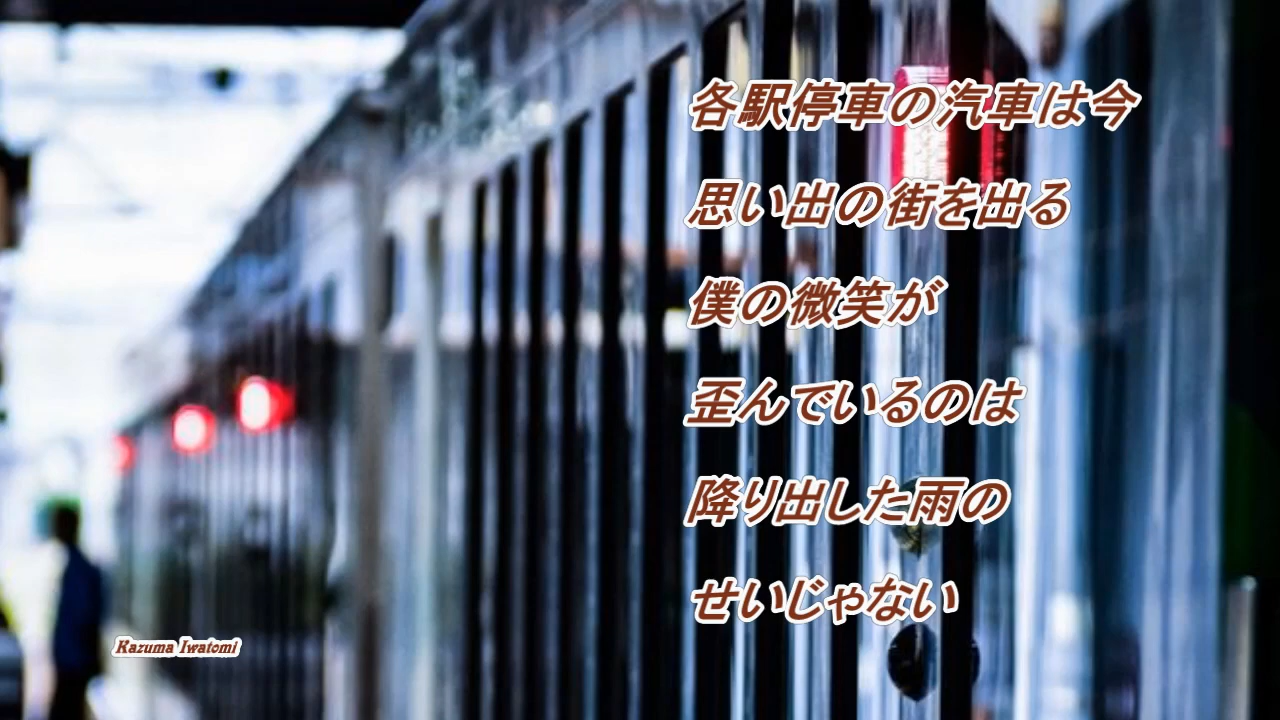 各駅停車の汽車は今
思い出の街を出る
僕の微笑が
歪んでいるのは
降り出した雨の
せいじゃない
Kazuma Iwatomi